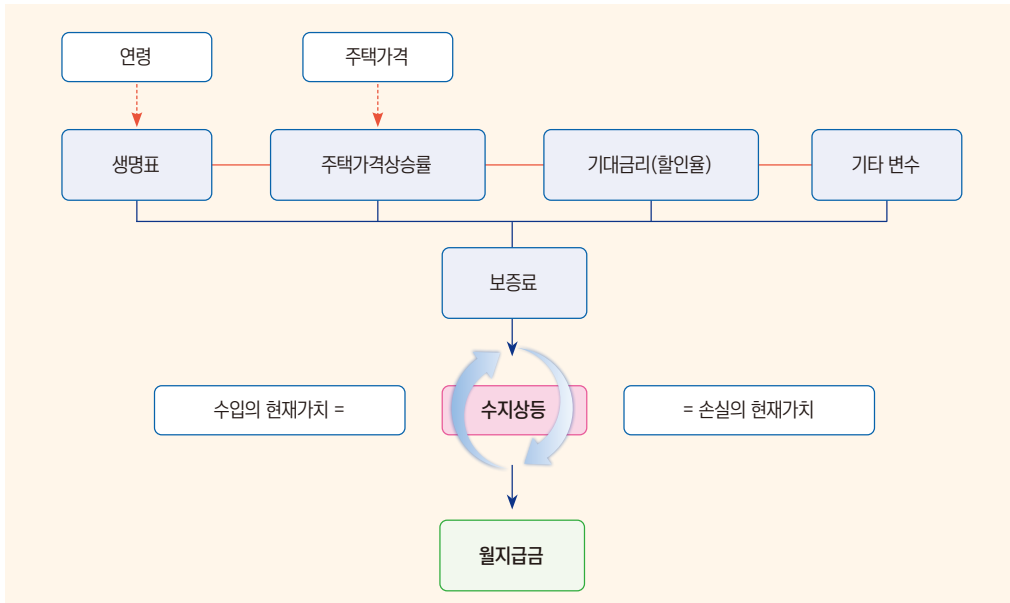 연령
주택가격
생명표
주택가격상승률
기대금리(할인율)
기타 변수
보증료
수입의 현재가치 =
수지상등
= 손실의 현재가치
월지급금